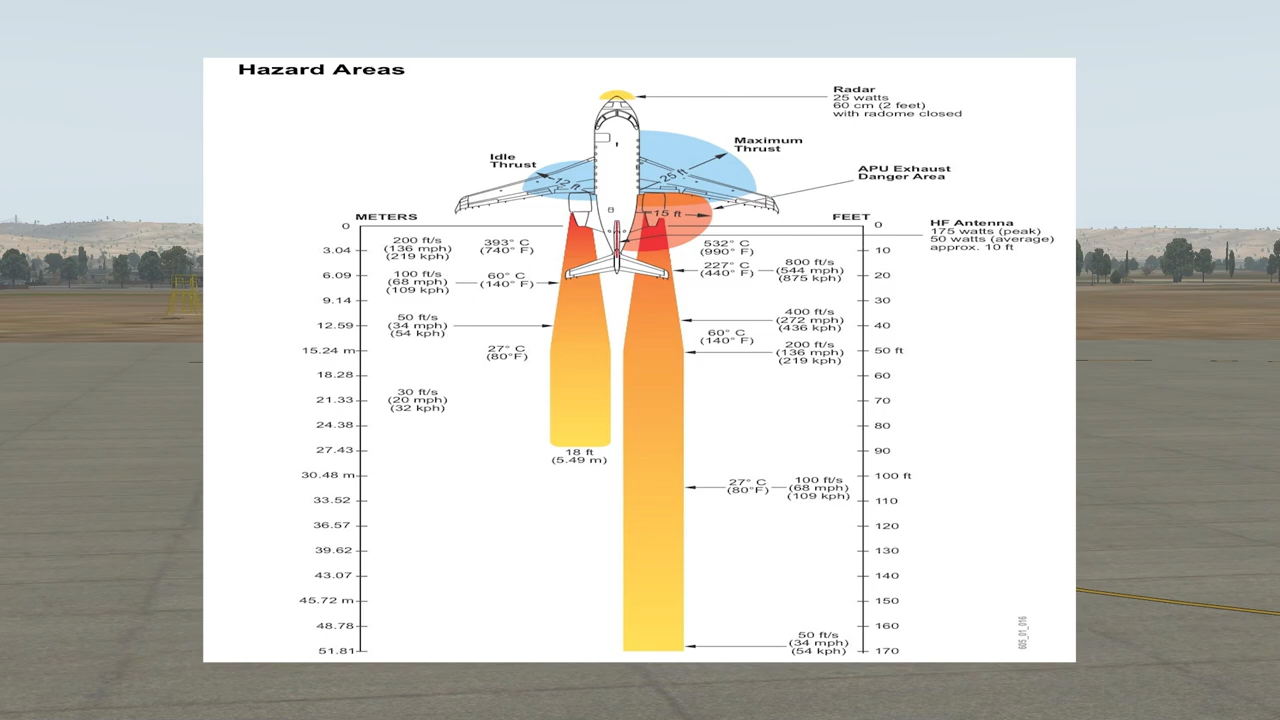 Hazard Areas
Radar
25 watts
60 cm (2 feet)
with radome closed
Maximum
Thrust
Idle
Thrust
12 ft
25 ft
APU Exhaust
Danger Area
15 ft
HF Antenna
175 watts (peak)
50 watts (average)
approx. 10 ft
METERS
0
3.04
6.09
9.14
12.59
15.24 m
18.28
21.33
24.38
27.43
30.48 m
33.52
36.57
39.62
43.07
45.72 m
48.78
51.81
200 ft/s
(136 mph)
(219 kph)
393° C
(740° F)
100 ft/s
(68 mph)
(109 kph)
60° C
(140° F)
50 ft/s
(34 mph)
(54 kph)
27° C
(80°F)
30 ft/s
(20 mph)
(32 kph)
18 ft
(5.49 m)
532° C
(990° F)
227° C
(440° F)
800 ft/s
(544 mph)
(875 kph)
400 ft/s
(272 mph)
(436 kph)
60° C
(140° F)
200 ft/s
(136 mph)
(219 kph)
27° C
(80°F)
100 ft/s
(68 mph)
(109 kph)
50 ft/s
(34 mph)
(54 kph)
FEET
0
10
20
30
40
50 ft
60
70
80
90
100 ft
110
120
130
140
150
160
170
605_01_016